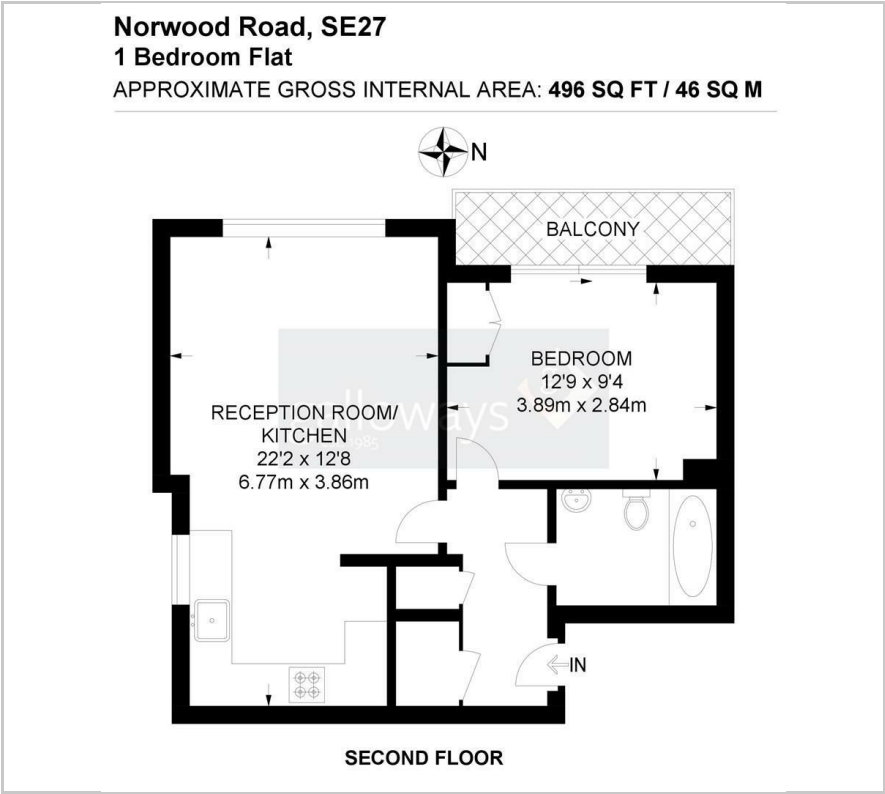 Norwood Road, SE27
1 Bedroom Flat
APPROXIMATE GROSS INTERNAL AREA: 496 SQ FT / 46 SQ M
N
BALCONY
BEDROOM
12'9 x 9'4
3.89m x 2.84m
RECEPTION ROOM/
KITCHEN
22'2 x 12'8
6.77m x 3.86m
1985
IN
SECOND FLOOR